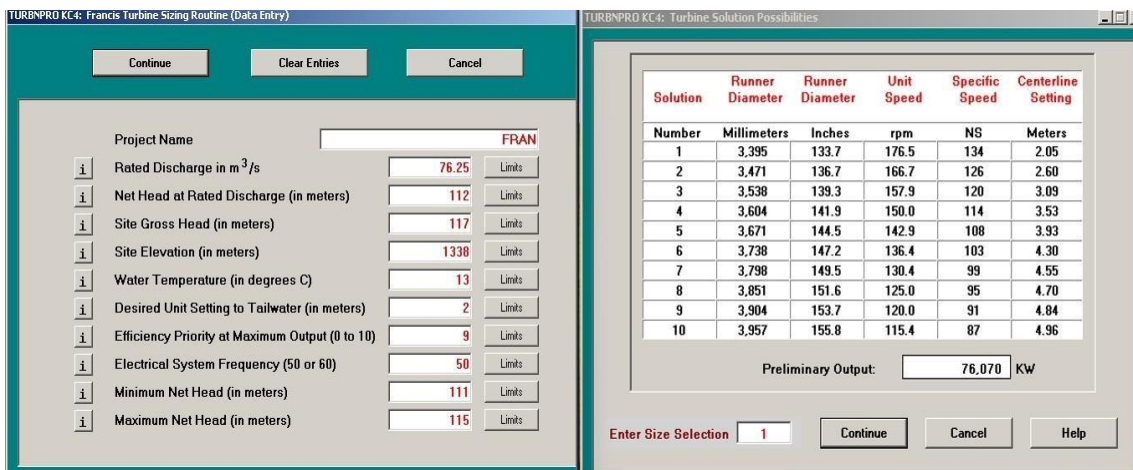 TURBNPRO KC4: Francis Turbine Sizing Routine (Data Entry)
Continue Clear Entries Cancel
Project Name FRAN
i Rated Discharge in m³/s 76.25 Limits
i Net Head at Rated Discharge (in meters) 112 Limits
i Site Gross Head (in meters) 117 Limits
i Site Elevation (in meters) 1338 Limits
i Water Temperature (in degrees C) 13 Limits
i Desired Unit Setting to Tailwater (in meters) 2 Limits
i Efficiency Priority at Maximum Output (0 to 10) 9 Limits
i Electrical System Frequency (50 or 60) 50 Limits
i Minimum Net Head (in meters) 111 Limits
i Maximum Net Head (in meters) 115 Limits
TURBNPRO KC4: Turbine Solution Possibilities
Runner Runner Unit Specific Centerline
Solution Diameter Diameter Speed Speed Setting
Number Millimeters Inches rpm NS Meters
1 3,395 133.7 176.5 134 2.05
2 3,471 136.7 166.7 126 2.60
3 3,538 139.3 157.9 120 3.09
4 3,604 141.9 150.0 114 3.53
5 3,671 144.5 142.9 108 3.93
6 3,738 147.2 136.4 103 4.30
7 3,798 149.5 130.4 99 4.55
8 3,851 151.6 125.0 95 4.70
9 3,904 153.7 120.0 91 4.84
10 3,957 155.8 115.4 87 4.96
Preliminary Output: 76,070 KW
Enter Size Selection 1 Continue Cancel Help